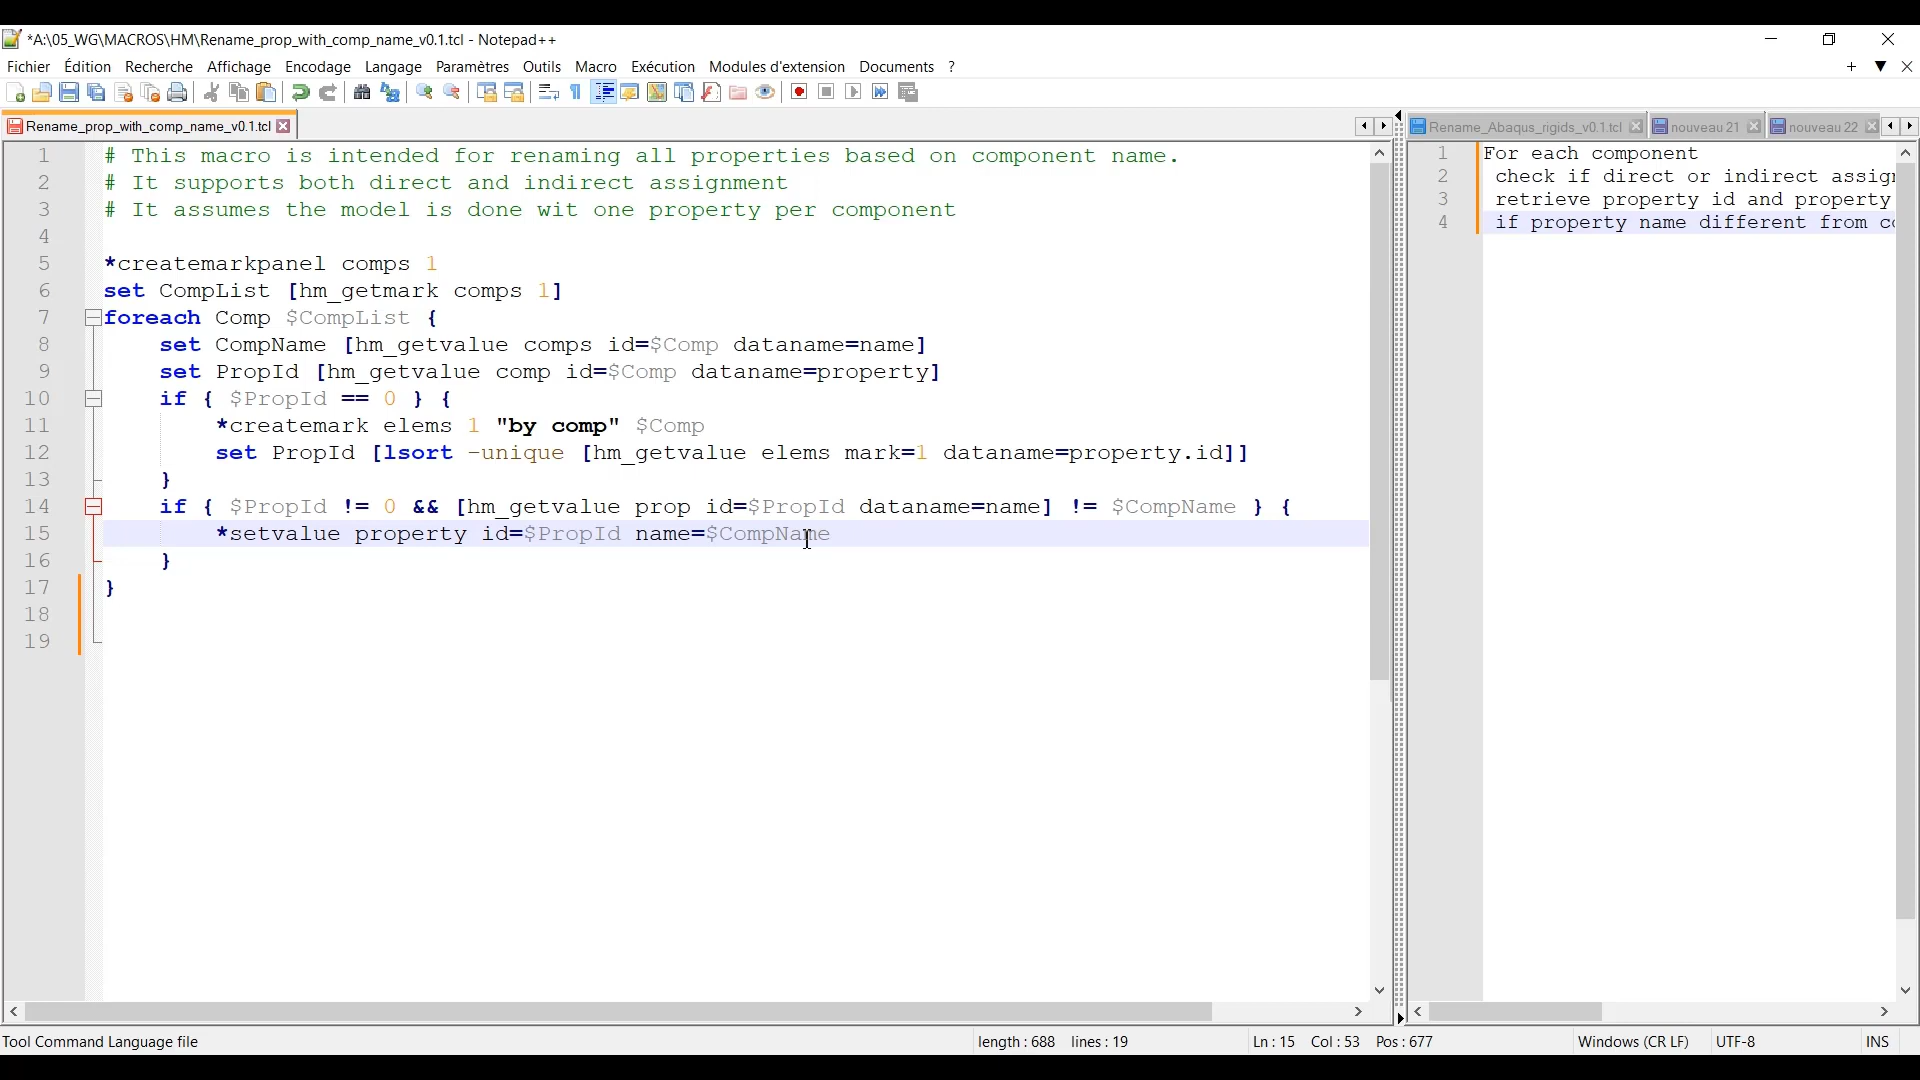 *A:\05_WG\MACROS\HM\Rename_prop_with_comp_name_v0.1.tcl - Notepad++
Fichier Édition Recherche Affichage Encodage Langage Paramètres Outils Macro Exécution Modules d'extension Documents ?
Rename_prop_with_comp_name_v0.1.tcl
1 # This macro is intended for renaming all properties based on component name.
2 # It supports both direct and indirect assignment
3 # It assumes the model is done wit one property per component
4
5 *createmarkpanel comps 1
6 set CompList [hm_getmark comps 1]
7 foreach Comp $CompList {
8 set CompName [hm_getvalue comps id=$Comp dataname=name]
9 set PropId [hm_getvalue comp id=$Comp dataname=property]
10 if { $PropId == 0 } {
11 *createmark elems 1 "by comp" $Comp
12 set PropId [lsort -unique [hm_getvalue elems mark=1 dataname=property.id]]
13 }
14 if { $PropId != 0 && [hm_getvalue prop id=$PropId dataname=name] != $CompName } {
15 *setvalue property id=$PropId name=$CompName
16 }
17 }
18
19
Rename_Abaqus_rigids_v0.1.tcl nouveau 21 nouveau 22
1 For each component
2 check if direct or indirect assign
3 retrieve property id and property
4 if property name different from co
Tool Command Language file length : 688 lines : 19 Ln : 15 Col : 53 Pos : 677 Windows (CR LF) UTF-8 INS